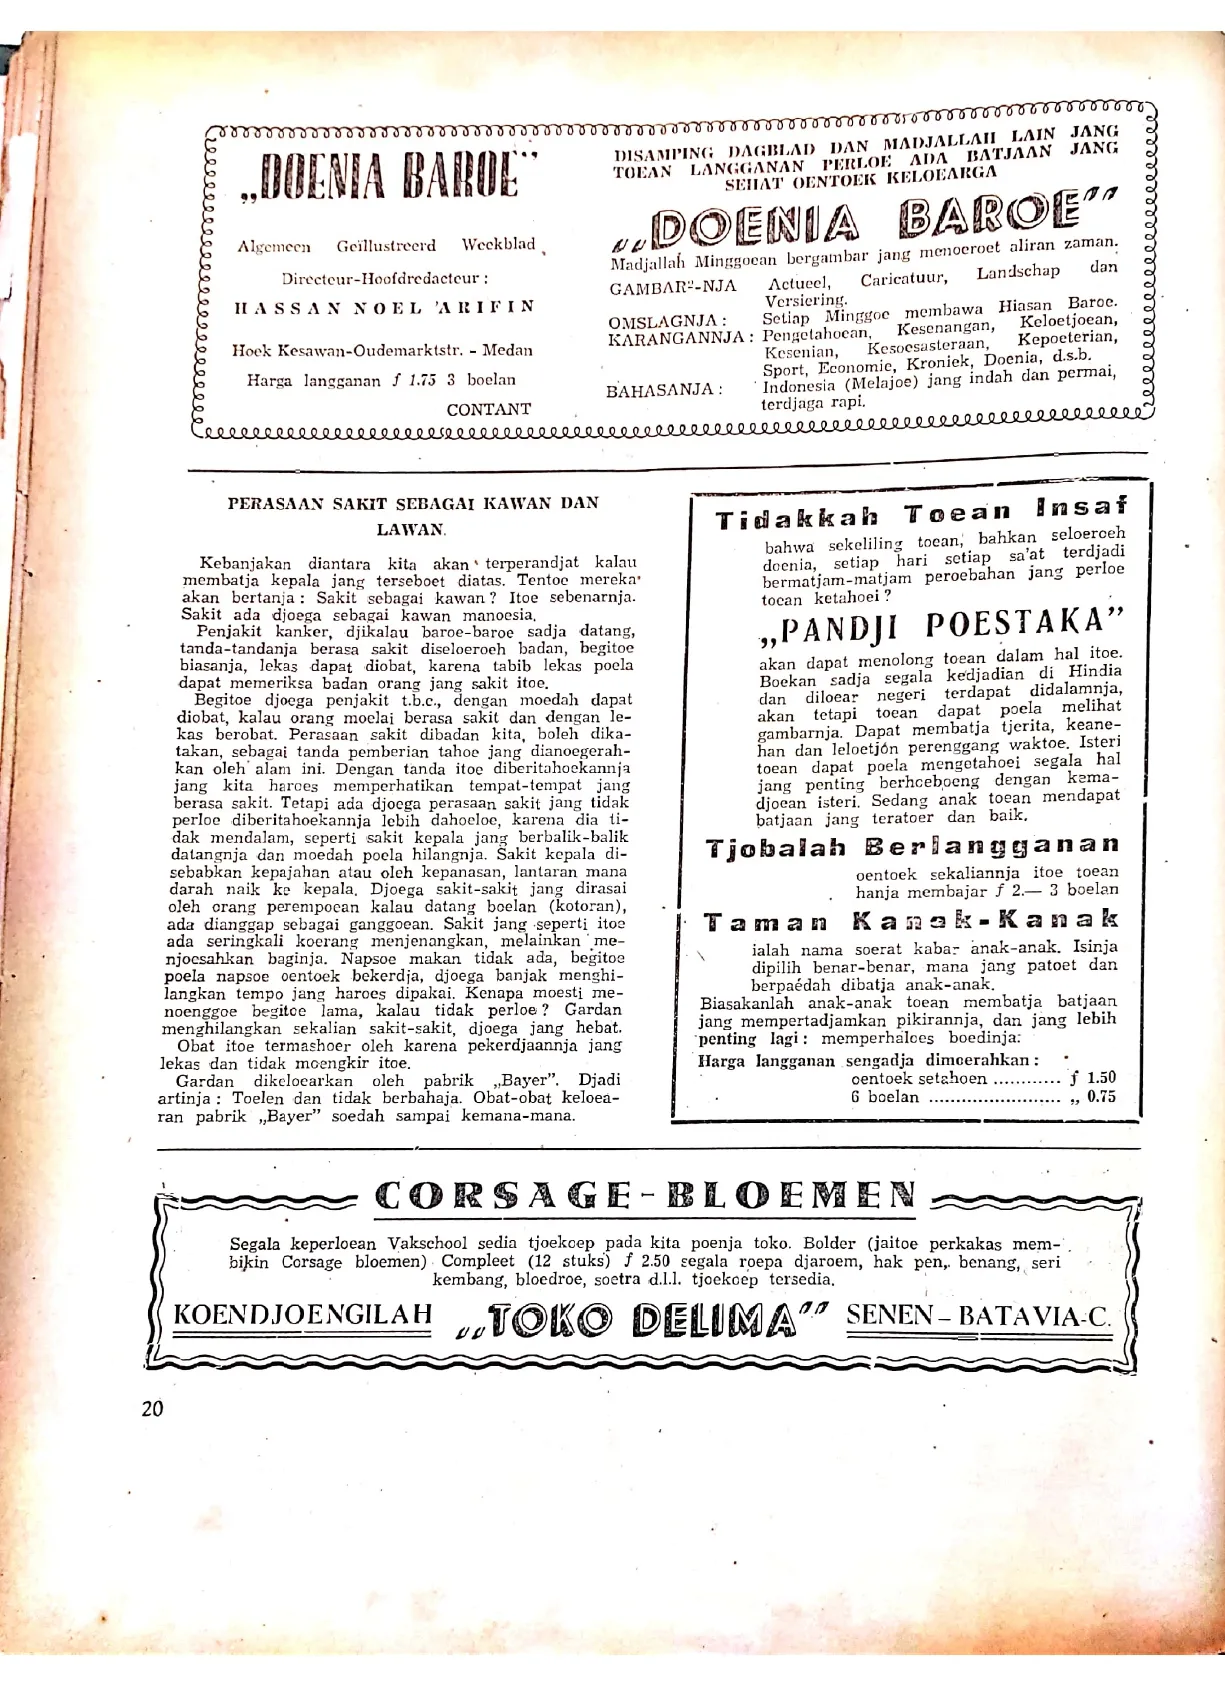 „DOENIA BAROE”
Algemeen Geïllustreerd Weekblad
Directeur-Hoofdredacteur :
HASSAN NOEL 'ARIFIN
Hoek Kesawan-Oudemarktstr. - Medan
Harga langganan f 1.75 3 boelan
CONTANT
DISAMPING DAGBLAD DAN MADJALLAH LAIN JANG
TOEAN LANGGANAN PERLOE ADA BATJAAN JANG
SEHAT OENTOEK KELOEARGA
„DOENIA BAROE”
Madjallah Minggoean bergambar jang menoeroet aliran zaman.
GAMBAR²-NJA Actueel, Caricatuur, Landschap dan
Versiering.
OMSLAGNJA : Setiap Minggoe membawa Hiasan Baroe.
KARANGANNJA : Pengetahoean, Kesenangan, Keloetjoean,
Kesenian, Kesoesasteraan, Kepoeterian,
Sport, Economie, Kroniek, Doenia, d.s.b.
BAHASANJA : Indonesia (Melajoe) jang indah dan permai,
terdjaga rapi.
PERASAAN SAKIT SEBAGAI KAWAN DAN
LAWAN.
Kebanjakan diantara kita akan terperandjat kalau
membatja kepala jang terseboet diatas. Tentoe mereka
akan bertanja : Sakit sebagai kawan ? Itoe sebenarnja.
Sakit ada djoega sebagai kawan manoesia.
Penjakit kanker, djikalau baroe-baroe sadja datang,
tanda-tandanja berasa sakit diseloeroeh badan, begitoe
biasanja, lekas dapat diobat, karena tabib lekas poela
dapat memeriksa badan orang jang sakit itoe.
Begitoe djoega penjakit t.b.c., dengan moedah dapat
diobat, kalau orang moelai berasa sakit dan dengan le-
kas berobat. Perasaan sakit dibadan kita, boleh dika-
takan, sebagai tanda pemberian tahoe jang dianoegerah-
kan oleh alam ini. Dengan tanda itoe diberitahoekannja
jang kita haroes memperhatikan tempat-tempat jang
berasa sakit. Tetapi ada djoega perasaan sakit jang tidak
perloe diberitahoekannja lebih dahoeloe, karena dia ti-
dak mendalam, seperti sakit kepala jang berbalik-balik
datangnja dan moedah poela hilangnja. Sakit kepala di-
sebabkan kepajahan atau oleh kepanasan, lantaran mana
darah naik ke kepala. Djoega sakit-sakit jang dirasai
oleh orang perempoean kalau datang boelan (kotoran),
ada dianggap sebagai ganggoean. Sakit jang seperti itoe
ada seringkali koerang menjenangkan, melainkan me-
njoesahkan baginja. Napsoe makan tidak ada, begitoe
poela napsoe oentoek bekerdja, djoega banjak menghi-
langkan tempo jang haroes dipakai. Kenapa moesti me-
noenggoe begitoe lama, kalau tidak perloe ? Gardan
menghilangkan sekalian sakit-sakit, djoega jang hebat.
Obat itoe termashoer oleh karena pekerdjaannja jang
lekas dan tidak moengkir itoe.
Gardan dikeloearkan oleh pabrik „Bayer”. Djadi
artinja : Toelen dan tidak berbahaja. Obat-obat keloea-
ran pabrik „Bayer” soedah sampai kemana-mana.
Tidakkah Toean Insaf
bahwa sekeliling toean, bahkan seloeroeh
doenia, setiap hari setiap sa'at terdjadi
bermatjam-matjam peroebahan jang perloe
toean ketahoei ?
„PANDJI POESTAKA”
akan dapat menolong toean dalam hal itoe.
Boekan sadja segala kedjadian di Hindia
dan diloear negeri terdapat didalamnja,
akan tetapi toean dapat poela melihat
gambarnja. Dapat membatja tjerita, keane-
han dan leloetjón perenggang waktoe. Isteri
toean dapat poela mengetahoei segala hal
jang penting berhoeboeng dengan kema-
djoean isteri. Sedang anak toean mendapat
batjaan jang teratoer dan baik.
Tjobalah Berlangganan
oentoek sekaliannja itoe toean
hanja membajar f 2.— 3 boelan
Taman Kanak-Kanak
ialah nama soerat kabar anak-anak. Isinja
dipilih benar-benar, mana jang patoet dan
berpaédah dibatja anak-anak.
Biasakanlah anak-anak toean membatja batjaan
jang mempertadjamkan pikirannja, dan jang lebih
penting lagi : memperhaloes boedinja:
Harga langganan sengadja dimoerahkan :
oentoek setahoen ............ f 1.50
6 boelan ......................... „ 0.75
CORSAGE-BLOEMEN
Segala keperloean Vakschool sedia tjoekoep pada kita poenja toko. Bolder (jaitoe perkakas mem-
bikin Corsage bloemen) Compleet (12 stuks) f 2.50 segala roepa djaroem, hak pen, benang, seri
kembang, bloedroe, soetra d.l.l. tjoekoep tersedia.
KOENDJOENGILAH „TOKO DELIMA” SENEN – BATAVIA-C.
20